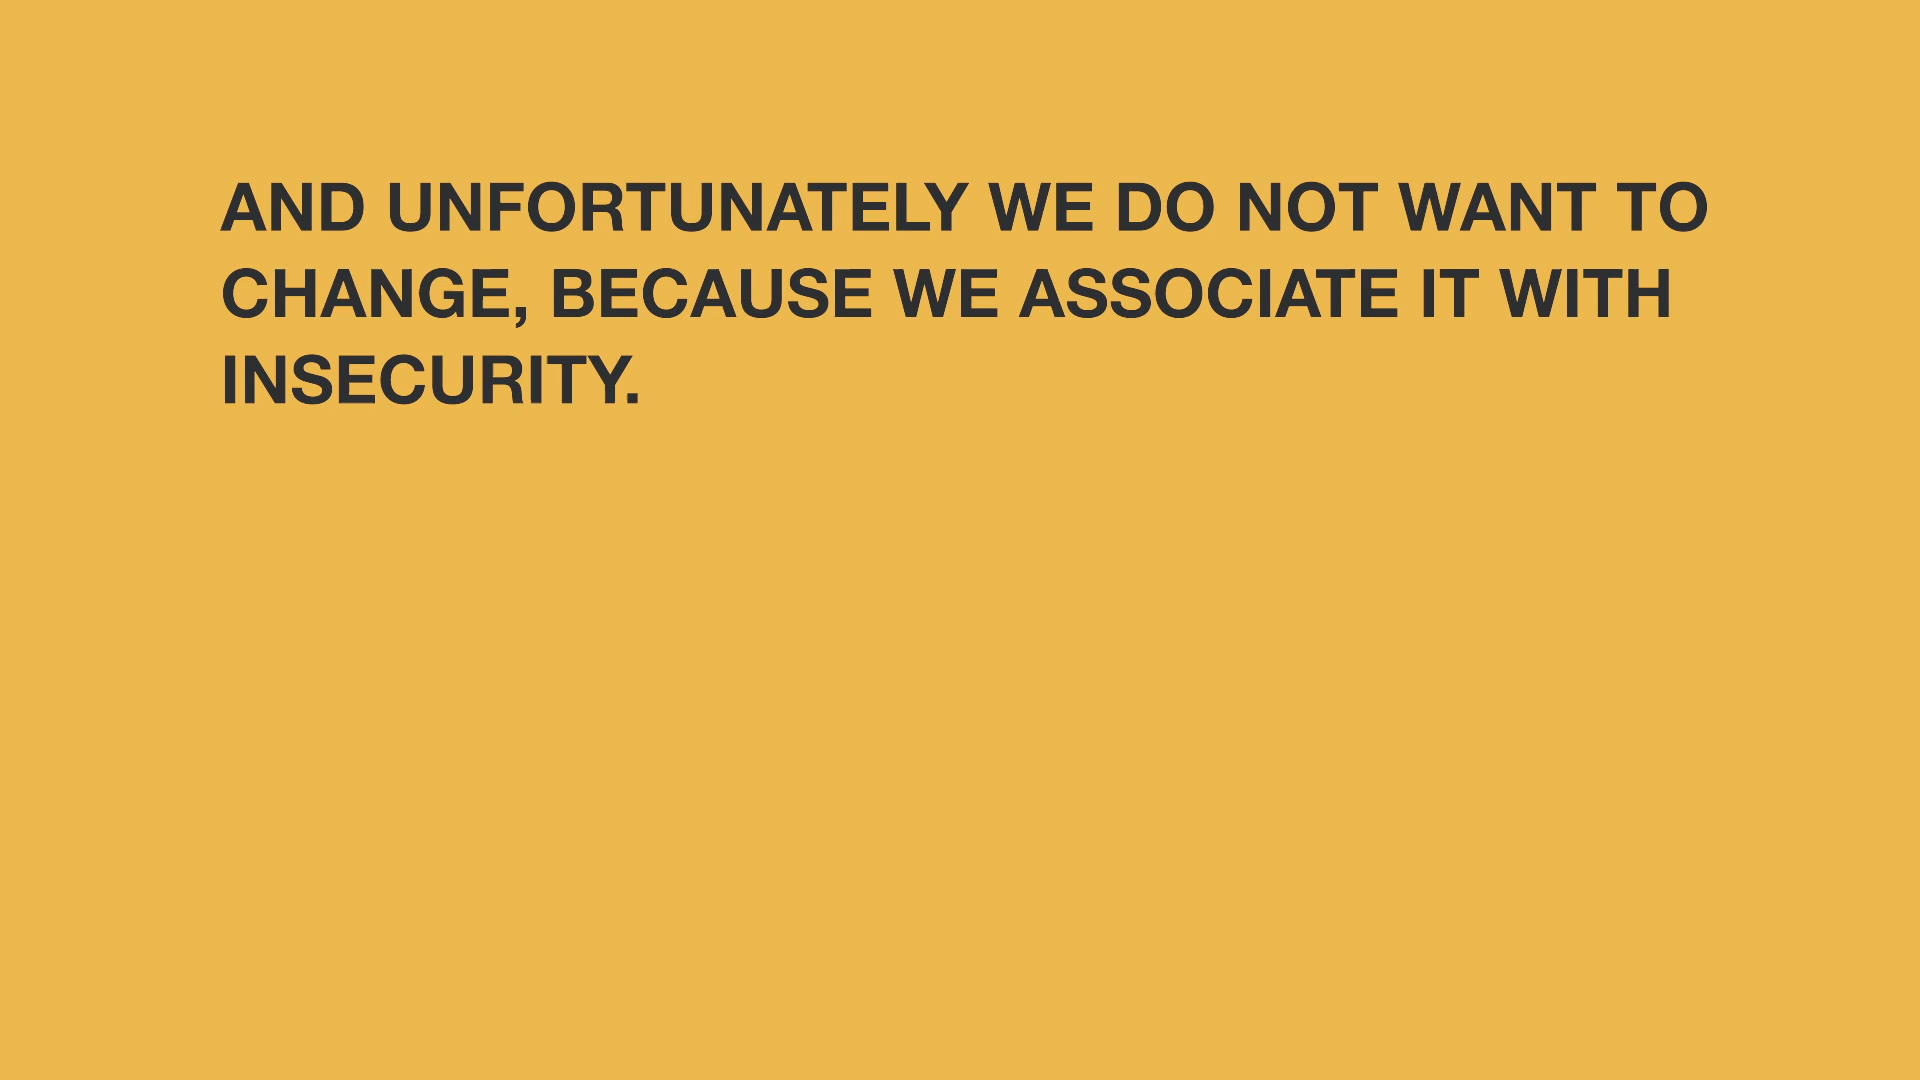 AND UNFORTUNATELY WE DO NOT WANT TO
CHANGE, BECAUSE WE ASSOCIATE IT WITH
INSECURITY.